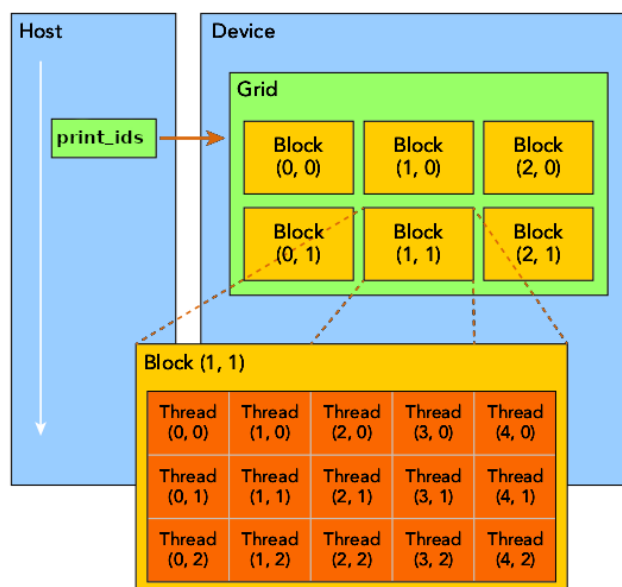 Host
Device
Grid
print_ids
Block Block Block
(0, 0) (1, 0) (2, 0)
Block Block Block
(0, 1) (1, 1) (2, 1)
Block (1, 1)
Thread Thread Thread Thread Thread
(0, 0) (1, 0) (2, 0) (3, 0) (4, 0)
Thread Thread Thread Thread Thread
(0, 1) (1, 1) (2, 1) (3, 1) (4, 1)
Thread Thread Thread Thread Thread
(0, 2) (1, 2) (2, 2) (3, 2) (4, 2)